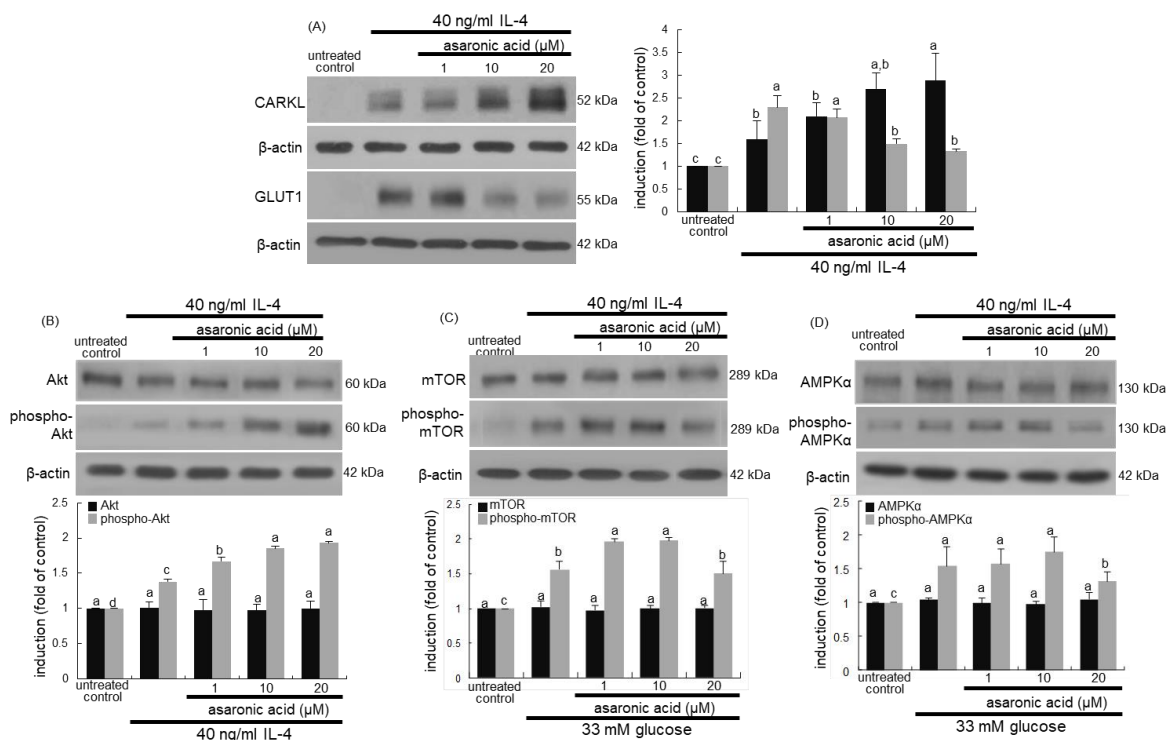 (A)
40 ng/ml IL-4
asaronic acid (µM)
untreated
control
1 10 20
CARKL 52 kDa
β-actin 42 kDa
GLUT1 55 kDa
β-actin 42 kDa
induction (fold of control)
4
3.5
3
2.5
2
1.5
1
0.5
0
c c b a b a a,b b a b
untreated
control
1 10 20
asaronic acid (µM)
40 ng/ml IL-4
(B)
40 ng/ml IL-4
asaronic acid (µM)
untreated
control
1 10 20
Akt 60 kDa
phospho-
Akt 60 kDa
β-actin 42 kDa
induction (fold of control)
2.5
2
1.5
1
0.5
0
Akt
phospho-Akt
a d a c a b a a a a
untreated
control
1 10 20
asaronic acid (µM)
40 ng/ml IL-4
(C)
40 ng/ml IL-4
asaronic acid (µM)
untreated
control
1 10 20
mTOR 289 kDa
phospho-
mTOR 289 kDa
β-actin 42 kDa
induction (fold of control)
2.5
2
1.5
1
0.5
0
mTOR
phospho-mTOR
a c a b a a a a a b
untreated
control
1 10 20
asaronic acid (µM)
33 mM glucose
(D)
40 ng/ml IL-4
asaronic acid (µM)
untreated
control
1 10 20
AMPKα 130 kDa
phospho-
AMPKα 130 kDa
β-actin 42 kDa
induction (fold of control)
2.5
2
1.5
1
0.5
0
AMPKα
phospho-AMPKα
a c a a a a a a a b
untreated
control
1 10 20
asaronic acid (µM)
33 mM glucose